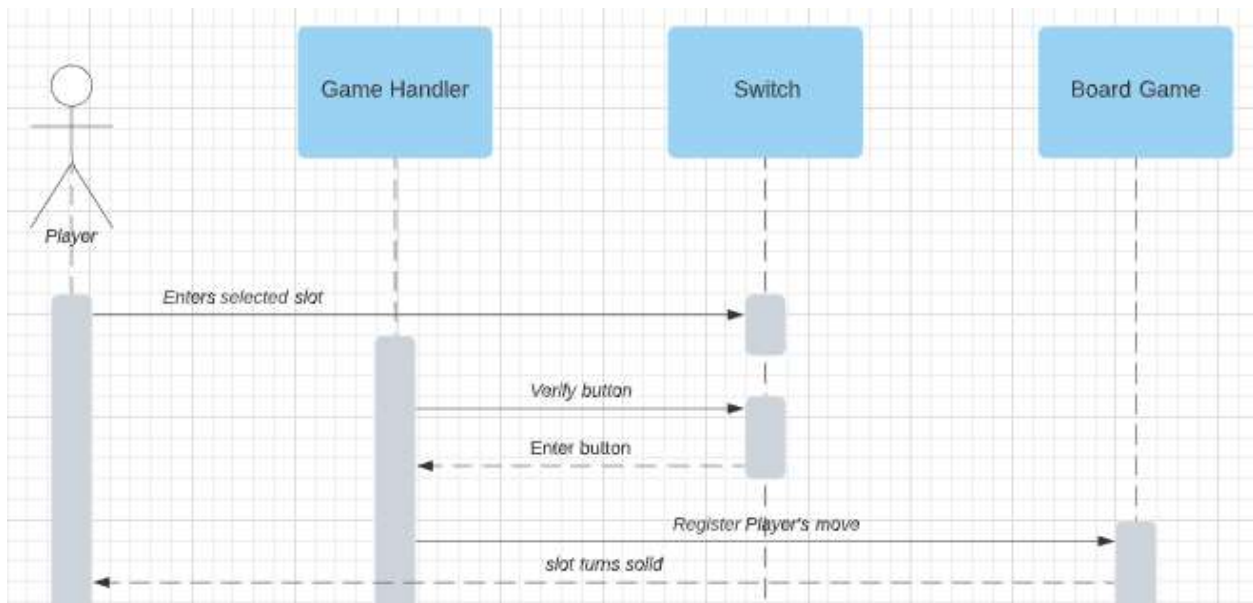 Game Handler
Switch
Board Game
Player
Enters selected slot
Verify button
Enter button
Register Player's move
slot turns solid